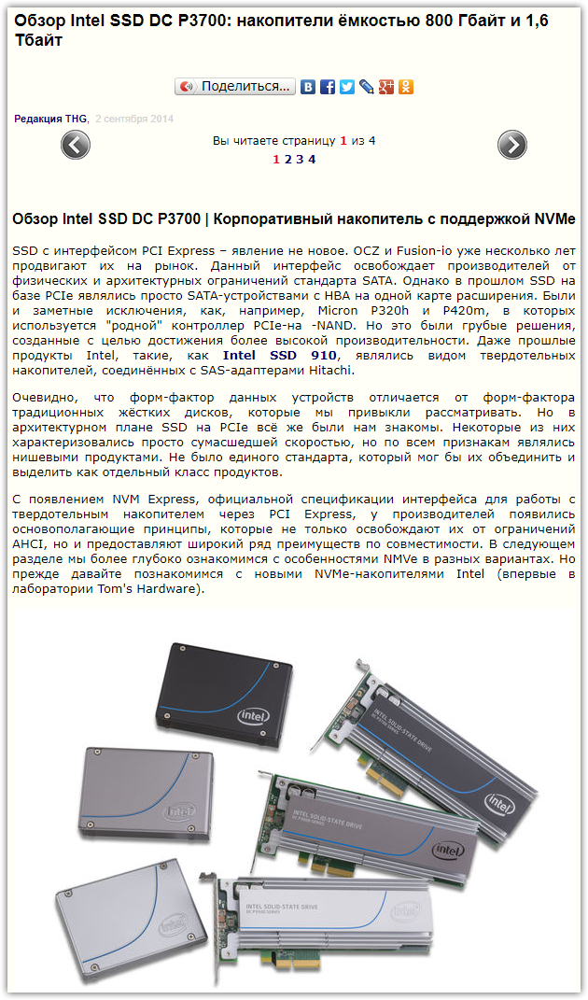 Обзор Intel SSD DC P3700: накопители ёмкостью 800 Гбайт и 1,6
Тбайт
Поделиться…
Редакция THG, 2 сентября 2014
Вы читаете страницу 1 из 4
1 2 3 4
Обзор Intel SSD DC P3700 | Корпоративный накопитель с поддержкой NVMe
SSD с интерфейсом PCI Express – явление не новое. OCZ и Fusion-io уже несколько лет
продвигают их на рынок. Данный интерфейс освобождает производителей от
физических и архитектурных ограничений стандарта SATA. Однако в прошлом SSD на
базе PCIe являлись просто SATA-устройствами с HBA на одной карте расширения. Были
и заметные исключения, как, например, Micron P320h и P420m, в которых
используется "родной" контроллер PCIe-на -NAND. Но это были грубые решения,
созданные с целью достижения более высокой производительности. Даже прошлые
продукты Intel, такие, как Intel SSD 910, являлись видом твердотельных
накопителей, соединённых с SAS-адаптерами Hitachi.
Очевидно, что форм-фактор данных устройств отличается от форм-фактора
традиционных жёстких дисков, которые мы привыкли рассматривать. Но в
архитектурном плане SSD на PCIe всё же были нам знакомы. Некоторые из них
характеризовались просто сумасшедшей скоростью, но по всем признакам являлись
нишевыми продуктами. Не было единого стандарта, который мог бы их объединить и
выделить как отдельный класс продуктов.
С появлением NVM Express, официальной спецификации интерфейса для работы с
твердотельным накопителем через PCI Express, у производителей появились
основополагающие принципы, которые не только освобождают их от ограничений
AHCI, но и предоставляют широкий ряд преимуществ по совместимости. В следующем
разделе мы более глубоко ознакомимся с особенностями NMVe в разных вариантах. Но
прежде давайте познакомимся с новыми NVMe-накопителями Intel (впервые в
лаборатории Tom's Hardware).
intel
INTEL SOLID-STATE DRIVE
DC P3700 SERIES
intel
intel
INTEL SOLID-STATE DRIVE
intel
intel
INTEL SOLID-STATE DRIVE
intel